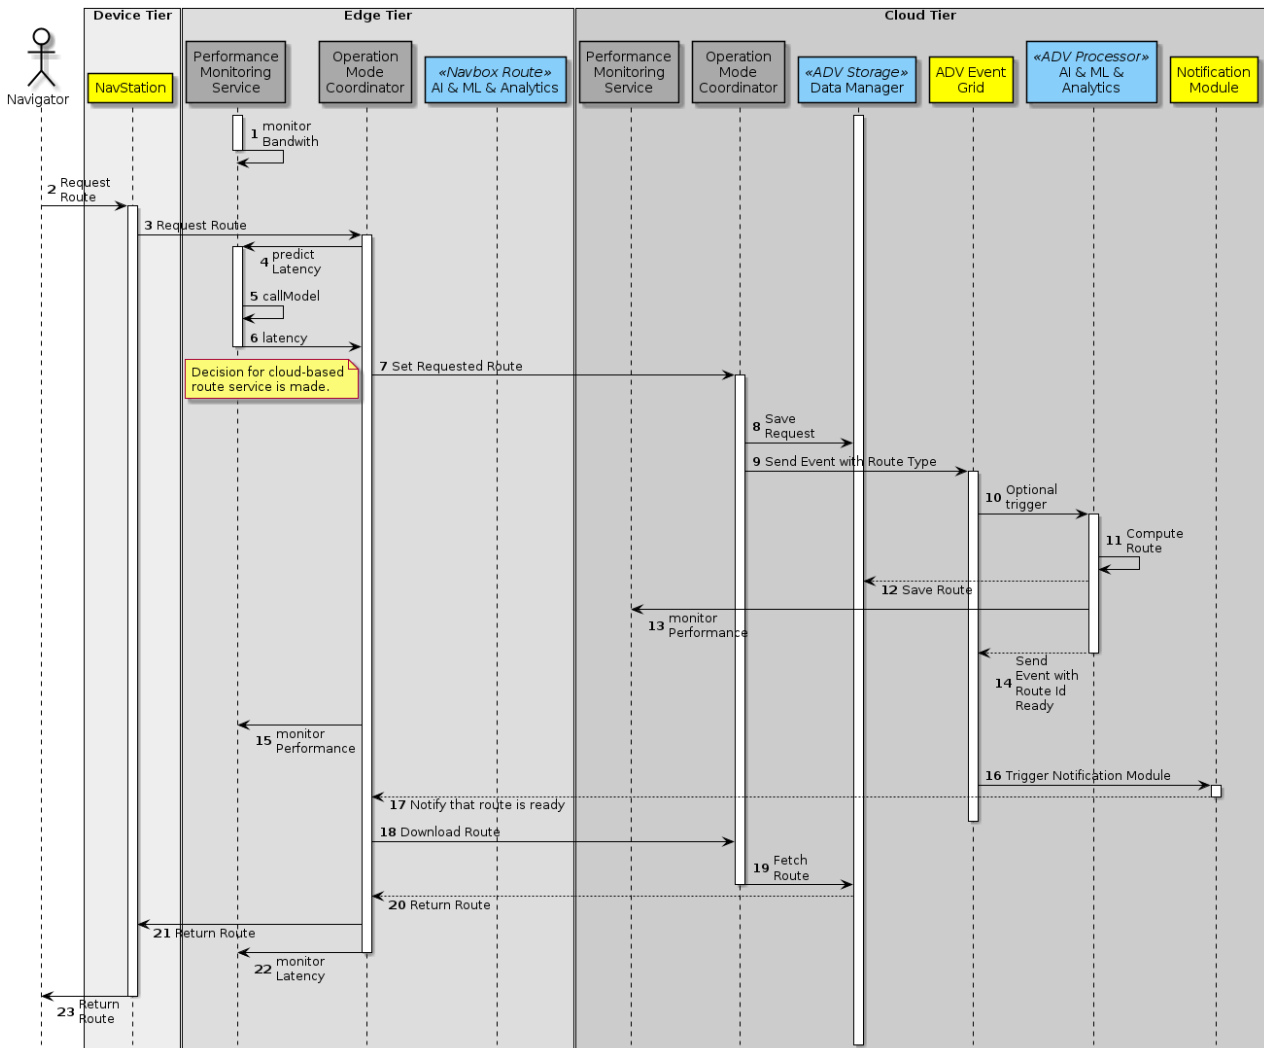 Device Tier
Edge Tier
Cloud Tier
Navigator
NavStation
Performance
Monitoring
Service
Operation
Mode
Coordinator
«Navbox Route»
AI & ML & Analytics
Performance
Monitoring
Service
Operation
Mode
Coordinator
«ADV Storage»
Data Manager
ADV Event
Grid
«ADV Processor»
AI & ML &
Analytics
Notification
Module
1 monitor
Bandwith
2 Request
Route
3 Request Route
4 predict
Latency
5 callModel
6 latency
Decision for cloud-based
route service is made.
7 Set Requested Route
8 Save
Request
9 Send Event with Route Type
10 Optional
trigger
11 Compute
Route
12 Save Route
13 monitor
Performance
14 Send
Event with
Route Id
Ready
15 monitor
Performance
16 Trigger Notification Module
17 Notify that route is ready
18 Download Route
19 Fetch
Route
20 Return Route
21 Return Route
22 monitor
Latency
23 Return
Route